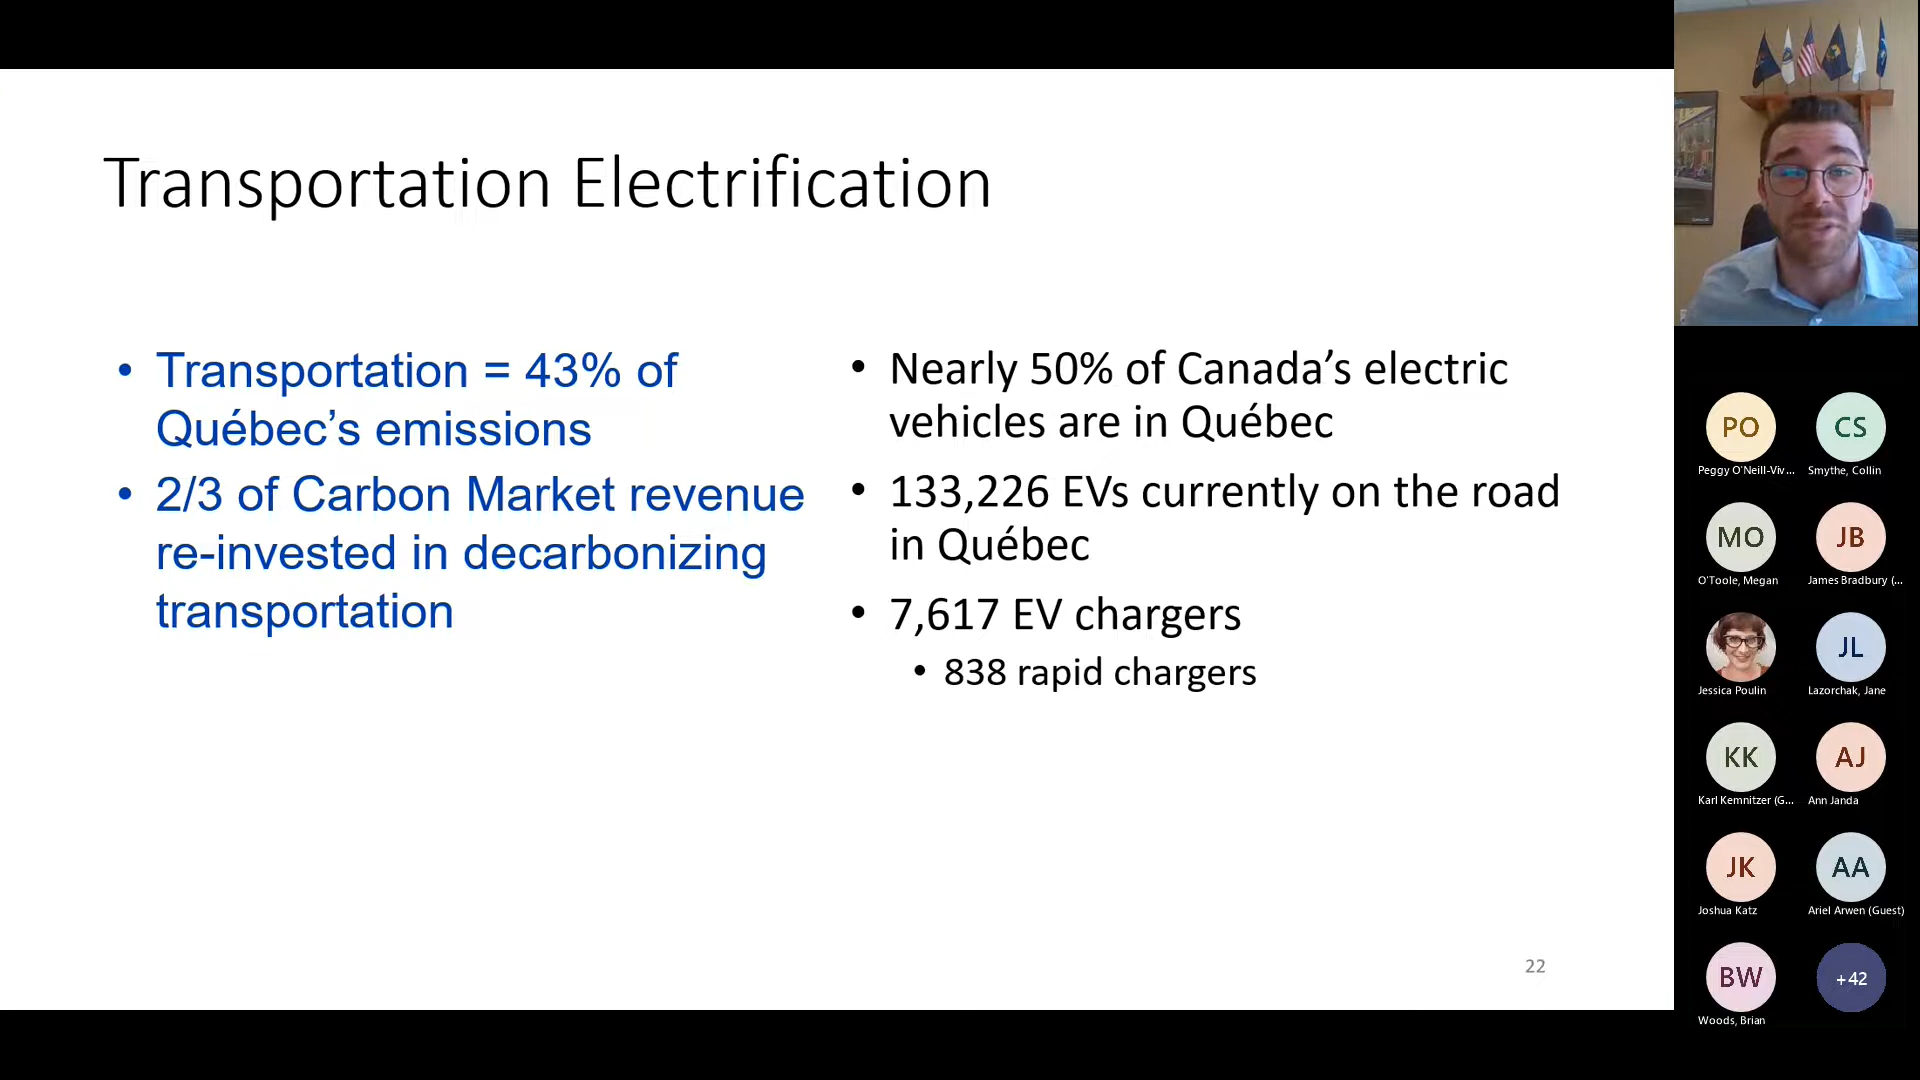 Transportation Electrification
• Transportation = 43% of
Québec’s emissions
• 2/3 of Carbon Market revenue
re-invested in decarbonizing
transportation
• Nearly 50% of Canada’s electric
vehicles are in Québec
• 133,226 EVs currently on the road
in Québec
• 7,617 EV chargers
• 838 rapid chargers
22
PO
Peggy O'Neill-Viv...
CS
Smythe, Collin
MO
O'Toole, Megan
JB
James Bradbury (...
Jessica Poulin
JL
Lazorchak, Jane
KK
Karl Kemnitzer (G...
AJ
Ann Janda
JK
Joshua Katz
AA
Ariel Arwen (Guest)
BW
Woods, Brian
+42